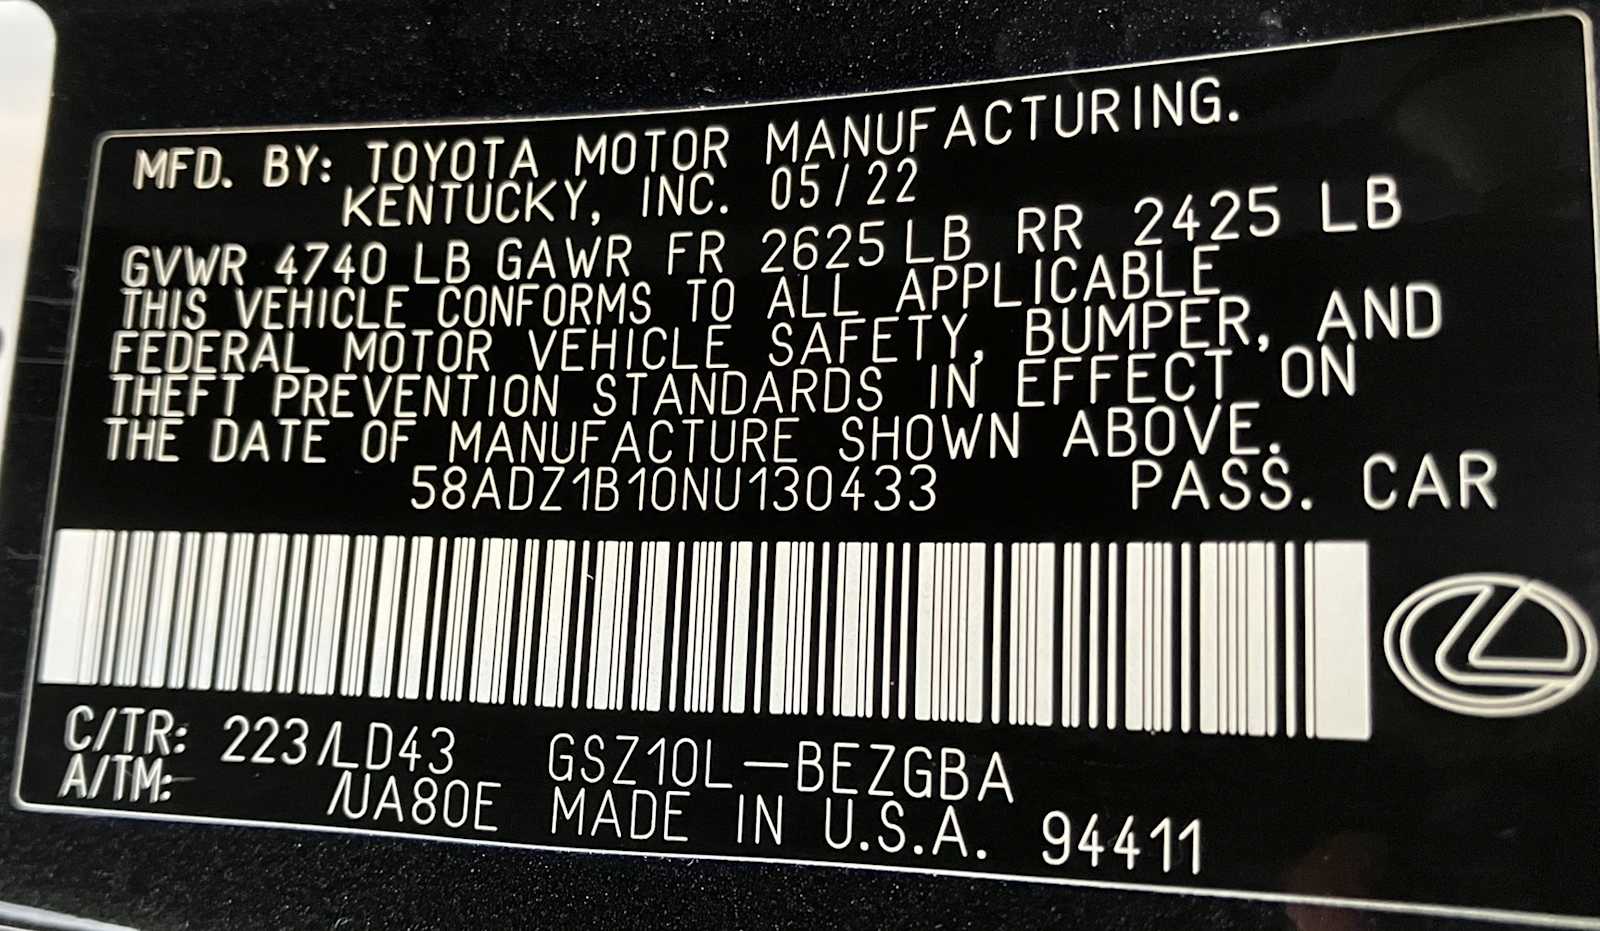 MFD. BY: TOYOTA MOTOR MANUFACTURING.
KENTUCKY, INC. 05/22
GVWR 4740 LB GAWR FR 2625 LB RR 2425 LB
THIS VEHICLE CONFORMS TO ALL APPLICABLE
FEDERAL MOTOR VEHICLE SAFETY, BUMPER, AND
THEFT PREVENTION STANDARDS IN EFFECT ON
THE DATE OF MANUFACTURE SHOWN ABOVE.
58ADZ1B10NU130433 PASS. CAR
C/TR: 223/LD43 GSZ10L-BEZGBA
A/TM: /UA80E MADE IN U.S.A. 94411